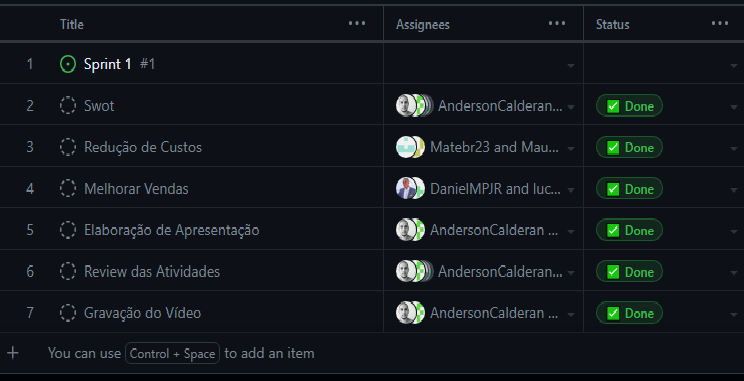 Title ••• Assignees ••• Status •••
1 Sprint 1 #1
2 Swot AndersonCalderan... ✅ Done
3 Redução de Custos Matebr23 and Mau... ✅ Done
4 Melhorar Vendas DanielMPJR and luc... ✅ Done
5 Elaboração de Apresentação AndersonCalderan ... ✅ Done
6 Review das Atividades AndersonCalderan... ✅ Done
7 Gravação do Vídeo AndersonCalderan ... ✅ Done
+ You can use Control + Space to add an item